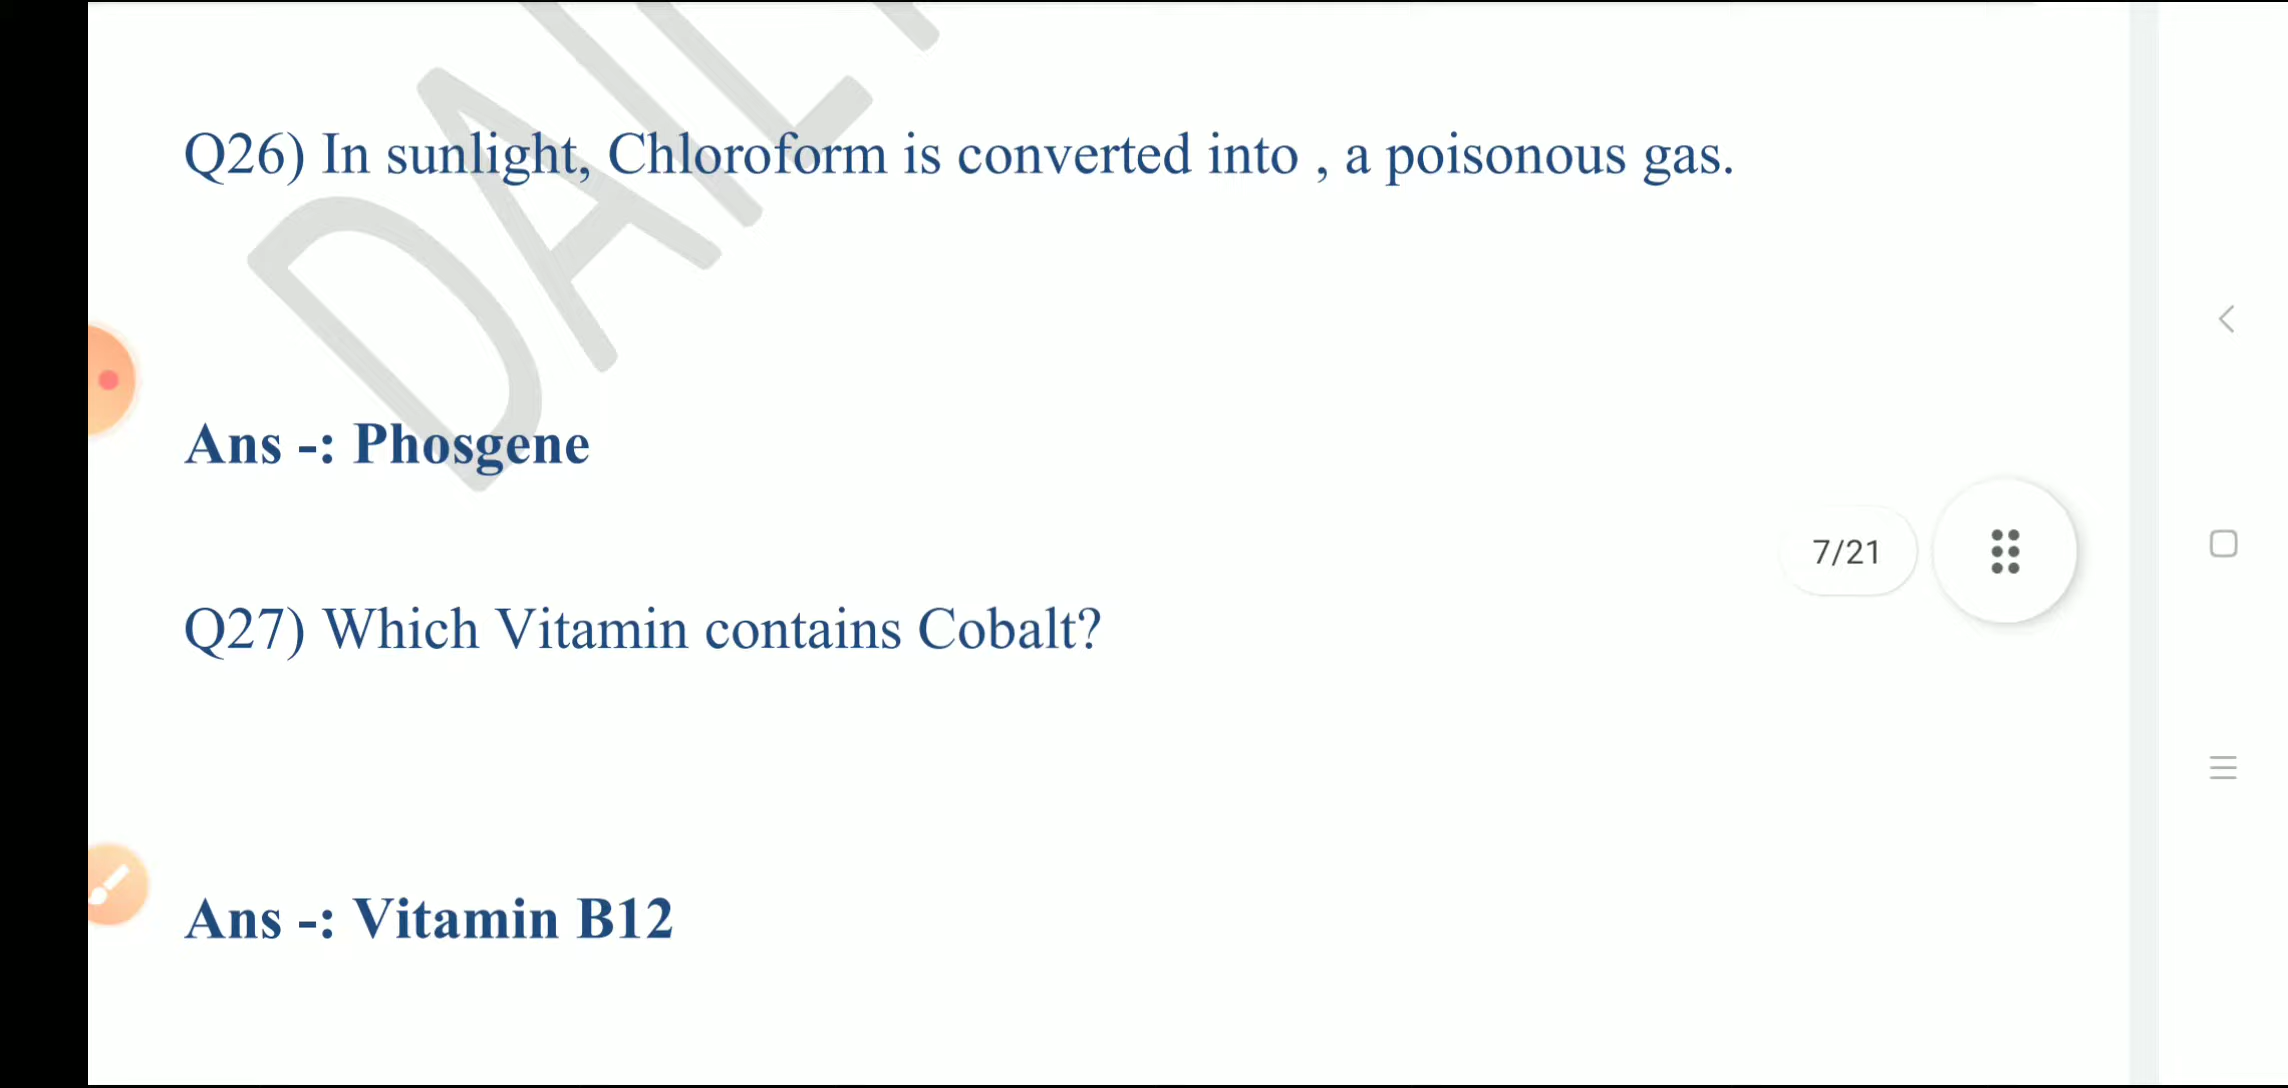 DAILY
Q26) In sunlight, Chloroform is converted into , a poisonous gas.
Ans -: Phosgene
7/21
Q27) Which Vitamin contains Cobalt?
Ans -: Vitamin B12